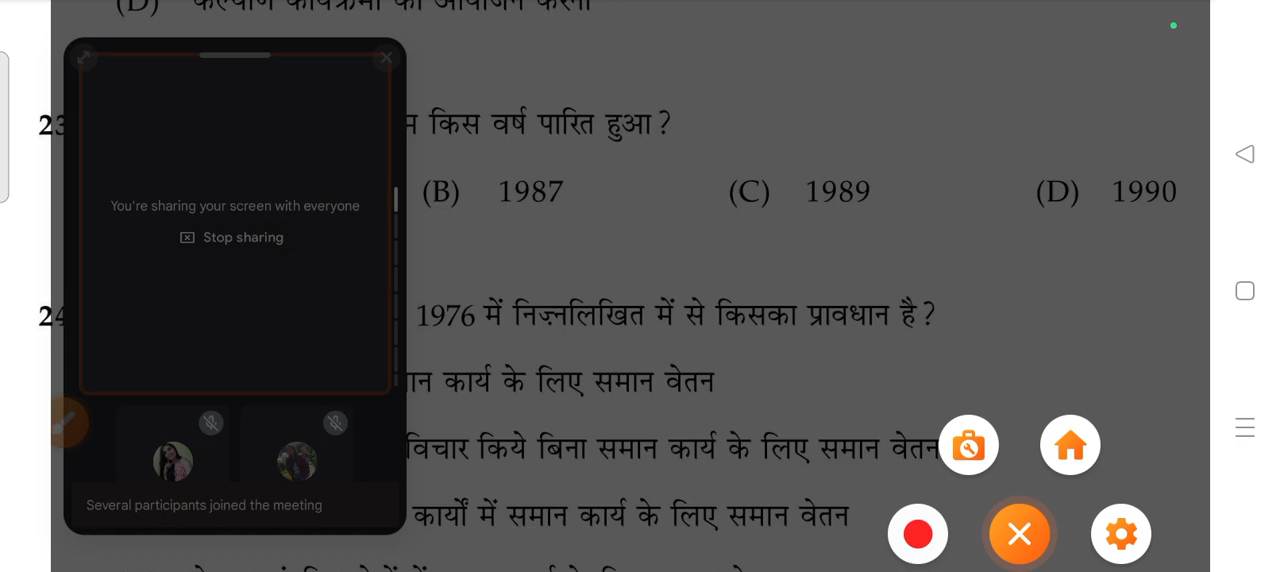 (D) कल्याण कार्यक्रमों का आयोजन करना
23
किस वर्ष पारित हुआ?
(B) 1987 (C) 1989 (D) 1990
You're sharing your screen with everyone
Stop sharing
24
1976 में निज़्नलिखित में से किसका प्रावधान है?
कार्य के लिए समान वेतन
विचार किये बिना समान कार्य के लिए समान वेतन
कार्यों में समान कार्य के लिए समान वेतन
Several participants joined the meeting